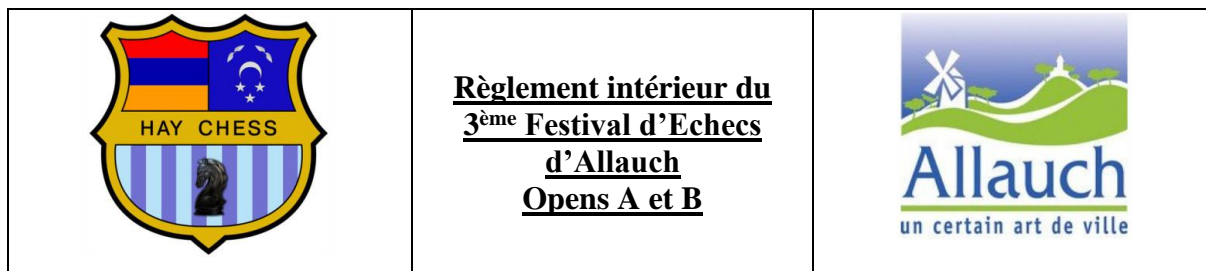 HAY CHESS
Règlement intérieur du
3ème Festival d'Echecs
d'Allauch
Opens A et B
Allauch
un certain art de ville